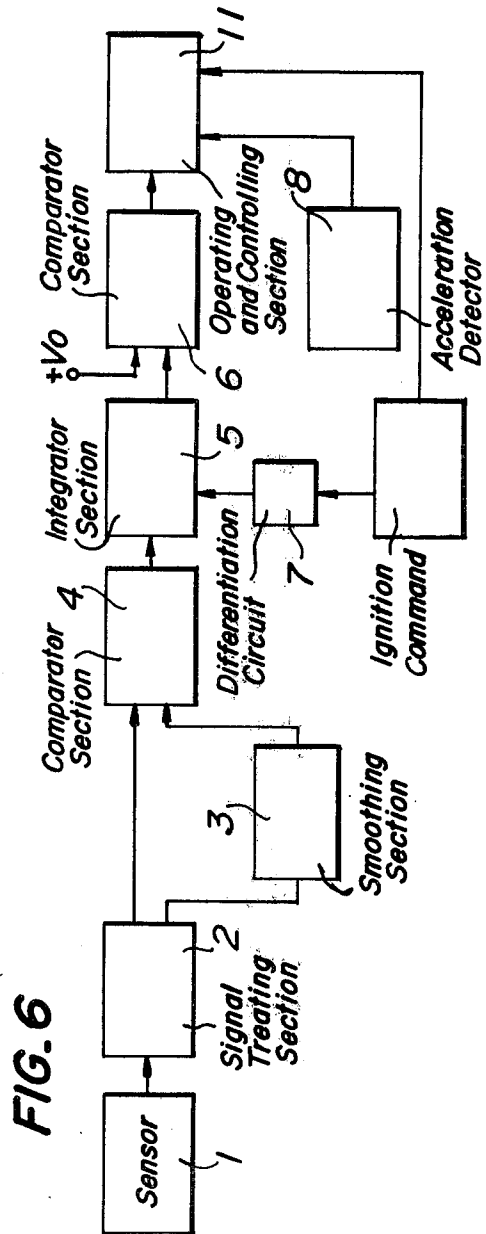 FIG. 6
Sensor
1
2
Signal
Treating
Section
3
Smoothing
Section
Comparator
Section
4
Integrator
Section
5
Differentiation
Circuit
7
Ignition
Command
+Vo
Comparator
Section
6
11
Operating
and Controlling
Section
8
Acceleration
Detector